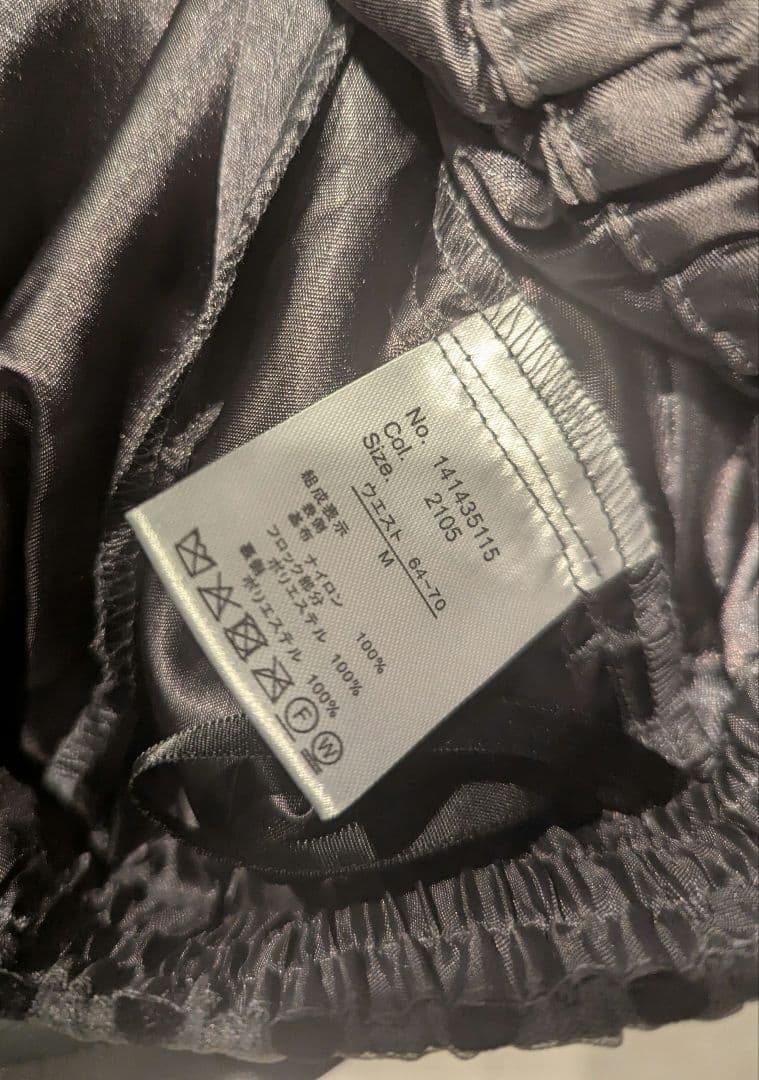 No. 141435115
Col. 2105
Size. ウエスト 64~70
M
組成表示
表側
基布 ナイロン 100%
フロック部分
ポリエステル 100%
裏側 ポリエステル 100%
F W